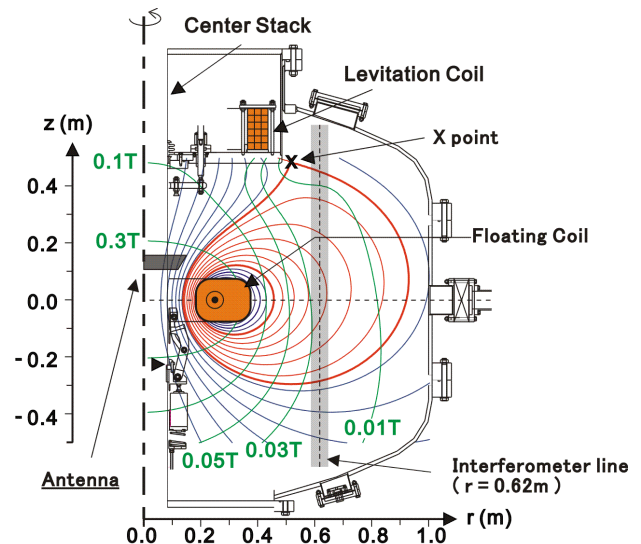 Center Stack
Levitation Coil
z (m)
X point
0.1T
X
0.4
0.3T
0.2
Floating Coil
0.0
- 0.2
- 0.4
0.01T
0.03T
0.05T
Antenna
Interferometer line
( r = 0.62m )
0.0 0.2 0.4 0.6 0.8 1.0 r (m)